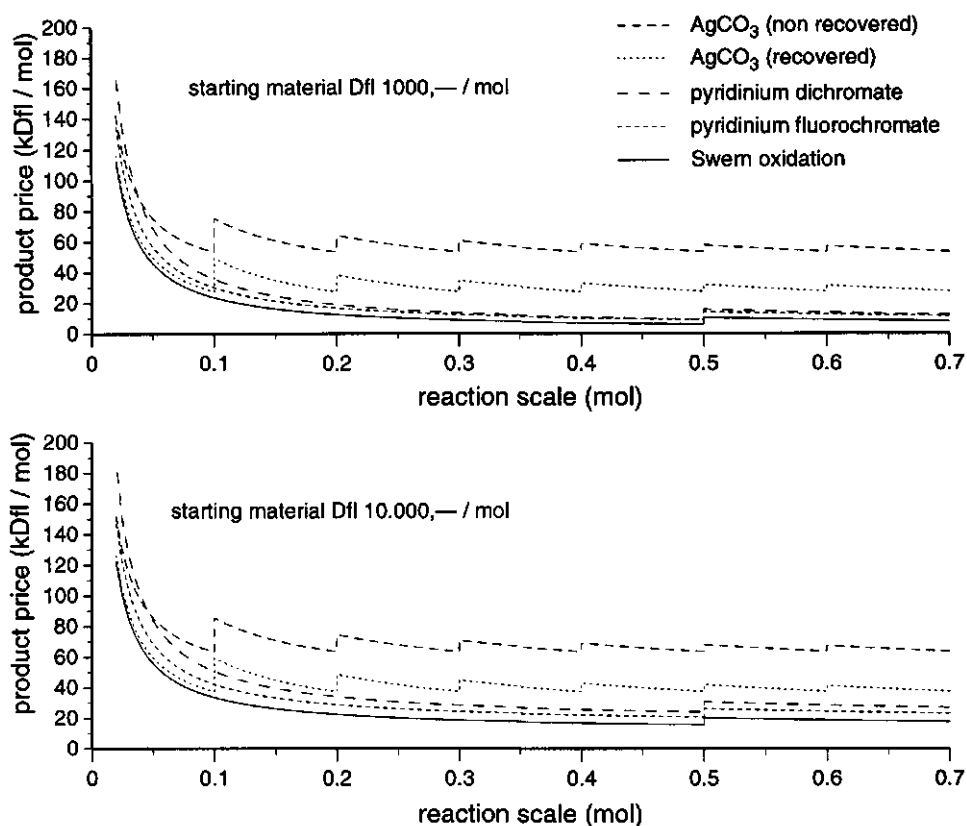 200
180
160
140
120
100
80
60
40
20
0
product price (kDfl / mol)
starting material Dfl 1000,— / mol
AgCO₃ (non recovered)
AgCO₃ (recovered)
pyridinium dichromate
pyridinium fluorochromate
Swern oxidation
0 0.1 0.2 0.3 0.4 0.5 0.6 0.7
reaction scale (mol)
200
180
160
140
120
100
80
60
40
20
0
product price (kDfl / mol)
starting material Dfl 10.000,— / mol
0 0.1 0.2 0.3 0.4 0.5 0.6 0.7
reaction scale (mol)